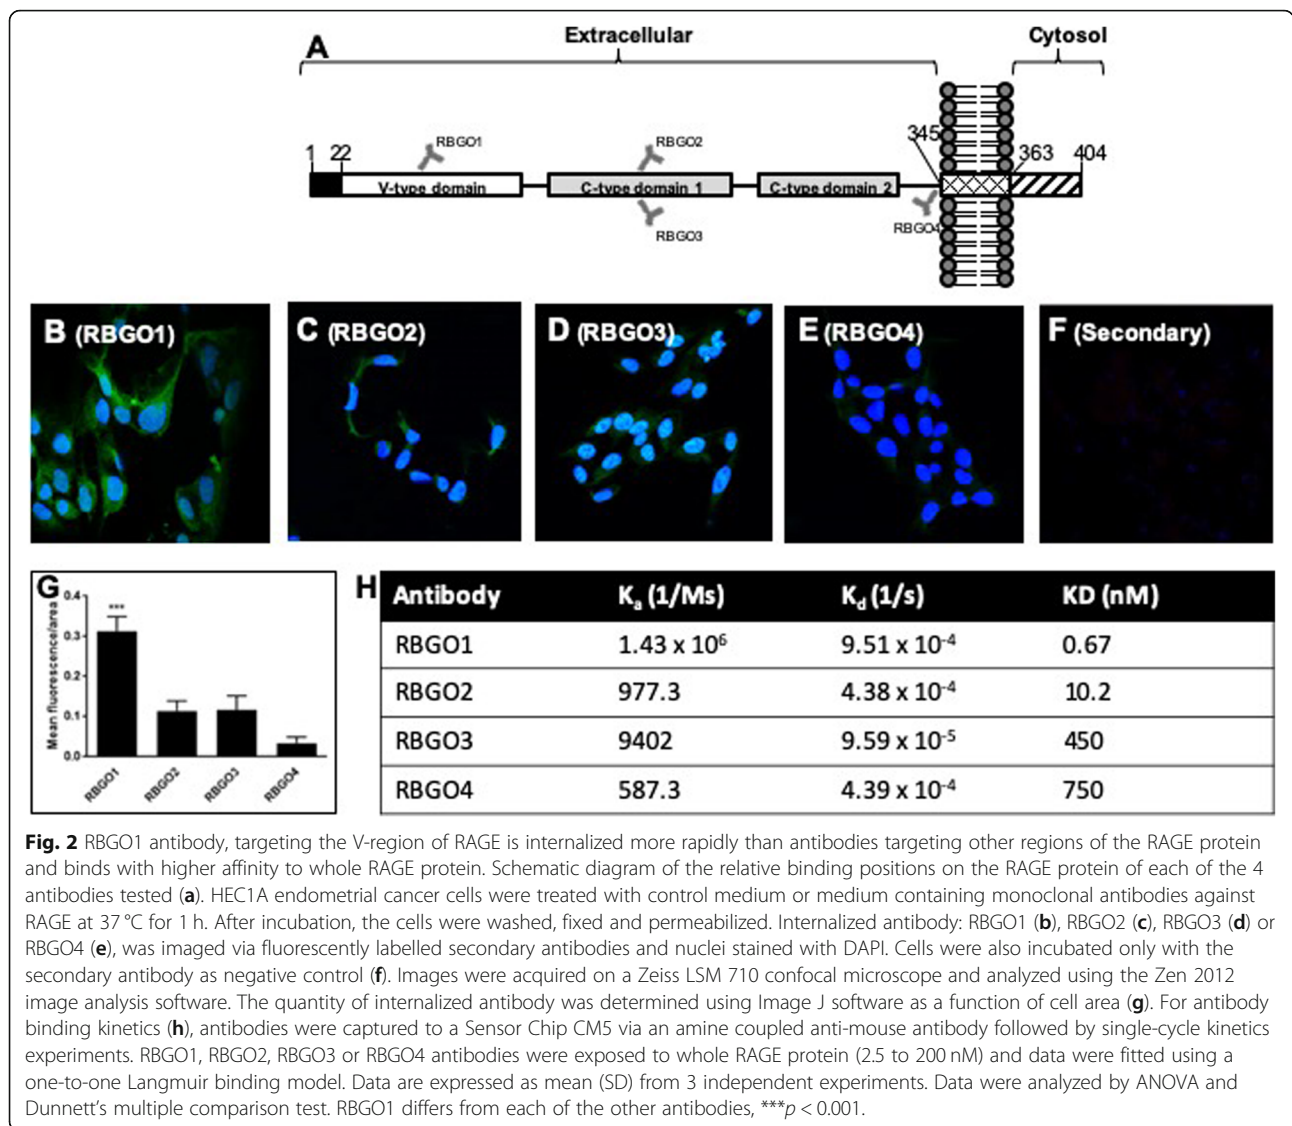 A
Extracellular
Cytosol
1
22
RBGO1
RBGO2
345
363
404
V-type domain
C-type domain 1
C-type domain 2
RBGO3
RBGO4
B (RBGO1)
C (RBGO2)
D (RBGO3)
E (RBGO4)
F (Secondary)
G
Mean fluorescence/area
0.4
0.3
0.2
0.1
0.0
***
RBGO1
RBGO2
RBGO3
RBGO4
H
Antibody Ka (1/Ms) Kd (1/s) KD (nM)
RBGO1 1.43 x 10⁶ 9.51 x 10⁻⁴ 0.67
RBGO2 977.3 4.38 x 10⁻⁴ 10.2
RBGO3 9402 9.59 x 10⁻⁵ 450
RBGO4 587.3 4.39 x 10⁻⁴ 750
Fig. 2 RBGO1 antibody, targeting the V-region of RAGE is internalized more rapidly than antibodies targeting other regions of the RAGE protein
and binds with higher affinity to whole RAGE protein. Schematic diagram of the relative binding positions on the RAGE protein of each of the 4
antibodies tested (a). HEC1A endometrial cancer cells were treated with control medium or medium containing monoclonal antibodies against
RAGE at 37 °C for 1 h. After incubation, the cells were washed, fixed and permeabilized. Internalized antibody: RBGO1 (b), RBGO2 (c), RBGO3 (d) or
RBGO4 (e), was imaged via fluorescently labelled secondary antibodies and nuclei stained with DAPI. Cells were also incubated only with the
secondary antibody as negative control (f). Images were acquired on a Zeiss LSM 710 confocal microscope and analyzed using the Zen 2012
image analysis software. The quantity of internalized antibody was determined using Image J software as a function of cell area (g). For antibody
binding kinetics (h), antibodies were captured to a Sensor Chip CM5 via an amine coupled anti-mouse antibody followed by single-cycle kinetics
experiments. RBGO1, RBGO2, RBGO3 or RBGO4 antibodies were exposed to whole RAGE protein (2.5 to 200 nM) and data were fitted using a
one-to-one Langmuir binding model. Data are expressed as mean (SD) from 3 independent experiments. Data were analyzed by ANOVA and
Dunnett's multiple comparison test. RBGO1 differs from each of the other antibodies, ***p < 0.001.